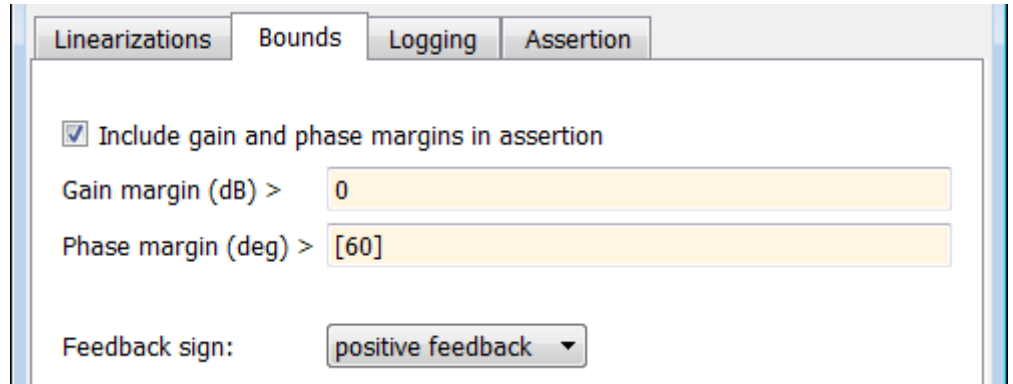 Linearizations Bounds Logging Assertion
Include gain and phase margins in assertion
Gain margin (dB) > 0
Phase margin (deg) > [60]
Feedback sign: positive feedback